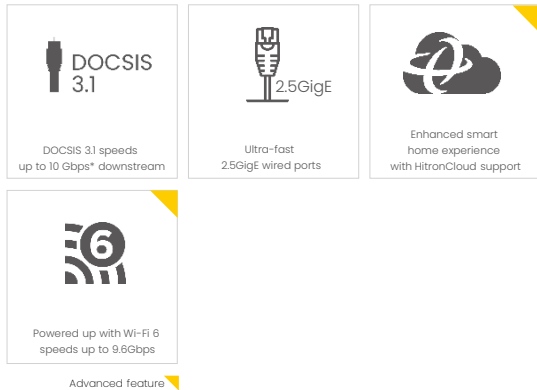 DOCSIS
3.1
DOCSIS 3.1 speeds
up to 10 Gbps* downstream
2.5GigE
Ultra-fast
2.5GigE wired ports
Enhanced smart
home experience
with HitronCloud support
6
Powered up with Wi-Fi 6
speeds up to 9.6Gbps
Advanced feature